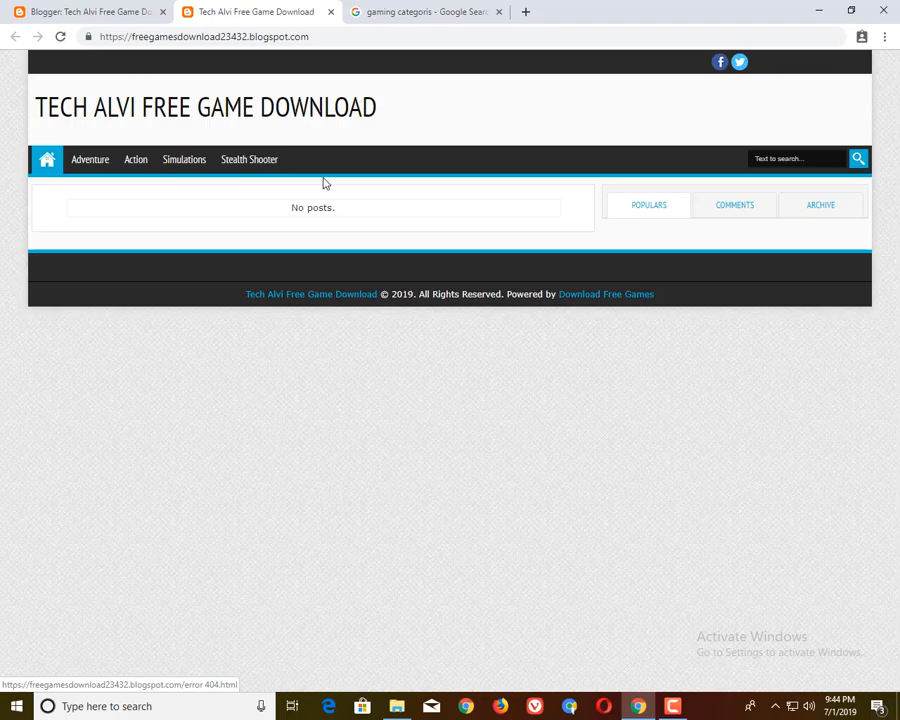 Blogger: Tech Alvi Free Game Do
Tech Alvi Free Game Download
gaming categoris - Google Sear
https://freegamesdownload23432.blogspot.com
TECH ALVI FREE GAME DOWNLOAD
Adventure Action Simulations Stealth Shooter
Text to search...
No posts.
POPULARS COMMENTS ARCHIVE
Tech Alvi Free Game Download © 2019. All Rights Reserved. Powered by Download Free Games
Activate Windows
Go to Settings to activate Windows.
https://freegamesdownload23432.blogspot.com/error 404.html
Type here to search
9:44 PM
7/1/2019
3